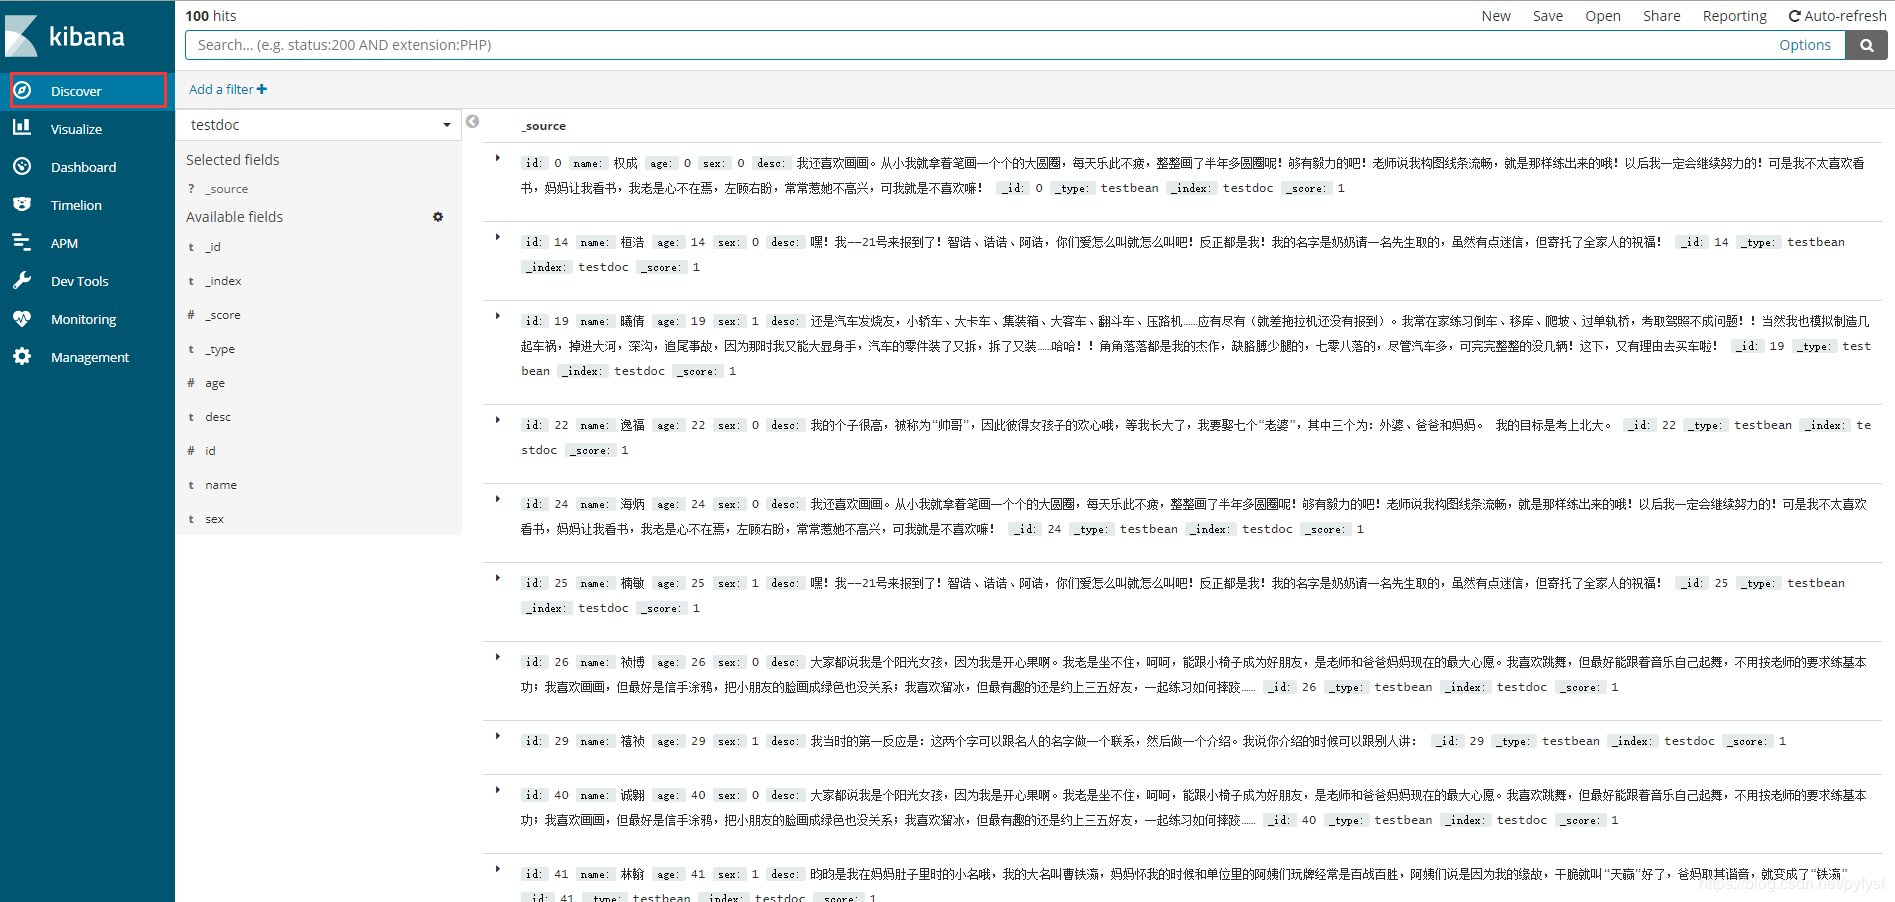 kibana
Discover
Visualize
Dashboard
Timelion
APM
Dev Tools
Monitoring
Management
100 hits
New Save Open Share Reporting Auto-refresh
Search... (e.g. status:200 AND extension:PHP) Options
Add a filter +
testdoc
Selected fields
? _source
Available fields
t _id
t _index
# _score
t _type
# age
t desc
# id
t name
t sex
_source
id: 0 name: 权成 age: 0 sex: 0 desc: 我还喜欢画画。从小我就拿着笔画一个个的大圆圈，每天乐此不疲，整整画了半年多圆圈呢！够有毅力的吧！老师说我构图线条流畅，就是那样练出来的哦！以后我一定会继续努力的！可是我不太喜欢看
书，妈妈让我看书，我老是心不在焉，左顾右盼，常常惹她不高兴，可我就是不喜欢嘛！ _id: 0 _type: testbean _index: testdoc _score: 1
id: 14 name: 桓浩 age: 14 sex: 0 desc: 嘿！我——21号来报到了！智诰、诰诰、阿诰，你们爱怎么叫就怎么叫吧！反正都是我！我的名字是奶奶请一名先生取的，虽然有点迷信，但寄托了全家人的祝福！ _id: 14 _type: testbean
_index: testdoc _score: 1
id: 19 name: 曦倩 age: 19 sex: 1 desc: 还是汽车发烧友，小轿车、大卡车、集装箱、大客车、翻斗车、压路机……应有尽有（就差拖拉机还没有报到）。我常在家练习倒车、移库、爬坡、过单轨桥，考取驾照不成问题！！当然我也模拟制造几
起车祸，掉进大河，深沟，追尾事故，因为那时我又能大显身手，汽车的零件装了又拆，拆了又装……哈哈！！角角落落都是我的杰作，缺胳膊少腿的，七零八落的，尽管汽车多，可完完整整的没几辆！这下，又有理由去买车啦！ _id: 19 _type: test
bean _index: testdoc _score: 1
id: 22 name: 逸福 age: 22 sex: 0 desc: 我的个子很高，被称为“帅哥”，因此彼得女孩子的欢心哦，等我长大了，我要娶七个“老婆”，其中三个为：外婆、爸爸和妈妈。 我的目标是考上北大。 _id: 22 _type: testbean _index: te
stdoc _score: 1
id: 24 name: 海炳 age: 24 sex: 0 desc: 我还喜欢画画。从小我就拿着笔画一个个的大圆圈，每天乐此不疲，整整画了半年多圆圈呢！够有毅力的吧！老师说我构图线条流畅，就是那样练出来的哦！以后我一定会继续努力的！可是我不太喜欢
看书，妈妈让我看书，我老是心不在焉，左顾右盼，常常惹她不高兴，可我就是不喜欢嘛！ _id: 24 _type: testbean _index: testdoc _score: 1
id: 25 name: 楠敏 age: 25 sex: 1 desc: 嘿！我——21号来报到了！智诰、诰诰、阿诰，你们爱怎么叫就怎么叫吧！反正都是我！我的名字是奶奶请一名先生取的，虽然有点迷信，但寄托了全家人的祝福！ _id: 25 _type: testbean
_index: testdoc _score: 1
id: 26 name: 祯博 age: 26 sex: 0 desc: 大家都说我是个阳光女孩，因为我是开心果啊。我老是坐不住，呵呵，能跟小椅子成为好朋友，是老师和爸爸妈妈现在的最大心愿。我喜欢跳舞，但最好能跟着音乐自己起舞，不用按老师的要求练基本
功；我喜欢画画，但最好是信手涂鸦，把小朋友的脸画成绿色也没关系；我喜欢溜冰，但最有趣的还是约上三五好友，一起练习如何摔跤…… _id: 26 _type: testbean _index: testdoc _score: 1
id: 29 name: 禧祯 age: 29 sex: 1 desc: 我当时的第一反应是：这两个字可以跟名人的名字做一个联系，然后做一个介绍。我说你介绍的时候可以跟别人讲： _id: 29 _type: testbean _index: testdoc _score: 1
id: 40 name: 诚翱 age: 40 sex: 0 desc: 大家都说我是个阳光女孩，因为我是开心果啊。我老是坐不住，呵呵，能跟小椅子成为好朋友，是老师和爸爸妈妈现在的最大心愿。我喜欢跳舞，但最好能跟着音乐自己起舞，不用按老师的要求练基本
功；我喜欢画画，但最好是信手涂鸦，把小朋友的脸画成绿色也没关系；我喜欢溜冰，但最有趣的还是约上三五好友，一起练习如何摔跤…… _id: 40 _type: testbean _index: testdoc _score: 1
id: 41 name: 林翰 age: 41 sex: 1 desc: 昀昀是我在妈妈肚子里时的小名哦，我的大名叫曹铁瀛，妈妈怀我的时候和单位里的阿姨们玩牌经常是百战百胜，阿姨们说是因为我的缘故，干脆就叫“天赢”好了，爸妈取其谐音，就变成了“铁瀛”
_id: 41 _type: testbean _index: testdoc _score: 1
https://blog.csdn.net/pyfysf